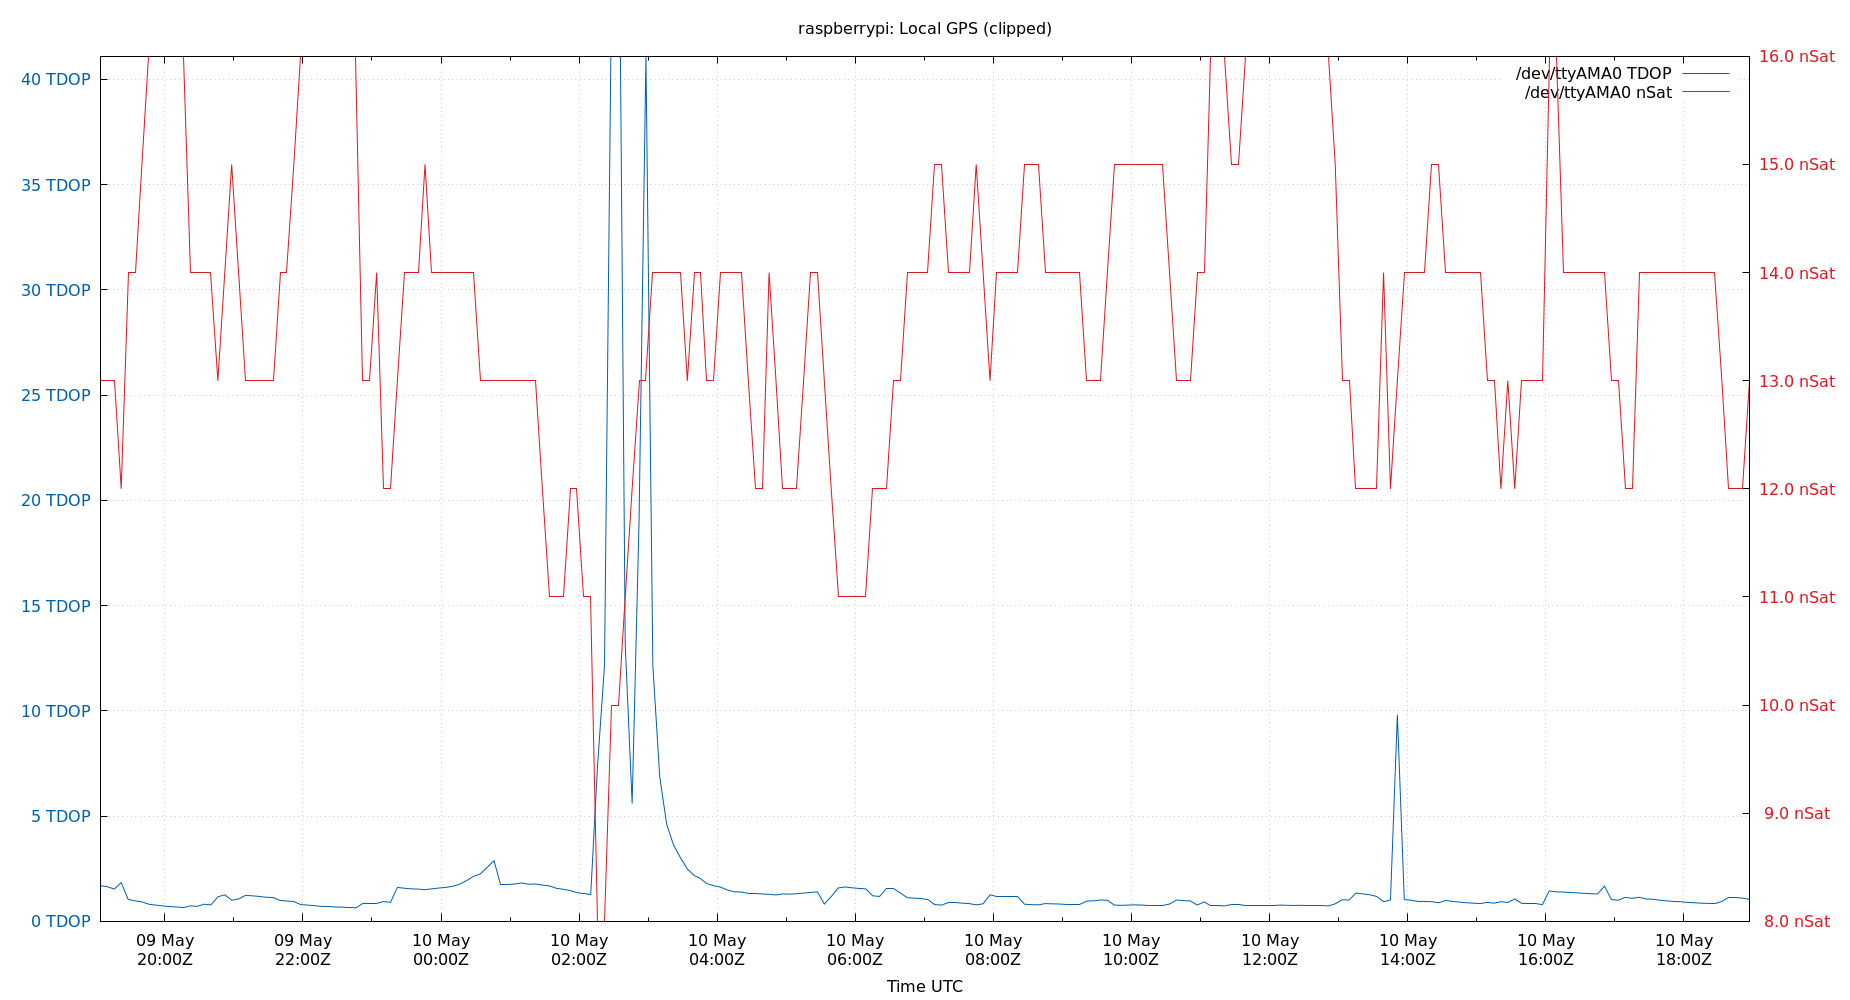 raspberrypi: Local GPS (clipped)
40 TDOP
35 TDOP
30 TDOP
25 TDOP
20 TDOP
15 TDOP
10 TDOP
5 TDOP
0 TDOP
16.0 nSat
15.0 nSat
14.0 nSat
13.0 nSat
12.0 nSat
11.0 nSat
10.0 nSat
9.0 nSat
8.0 nSat
/dev/ttyAMA0 TDOP
/dev/ttyAMA0 nSat
09 May
20:00Z
09 May
22:00Z
10 May
00:00Z
10 May
02:00Z
10 May
04:00Z
10 May
06:00Z
10 May
08:00Z
10 May
10:00Z
10 May
12:00Z
10 May
14:00Z
10 May
16:00Z
10 May
18:00Z
Time UTC